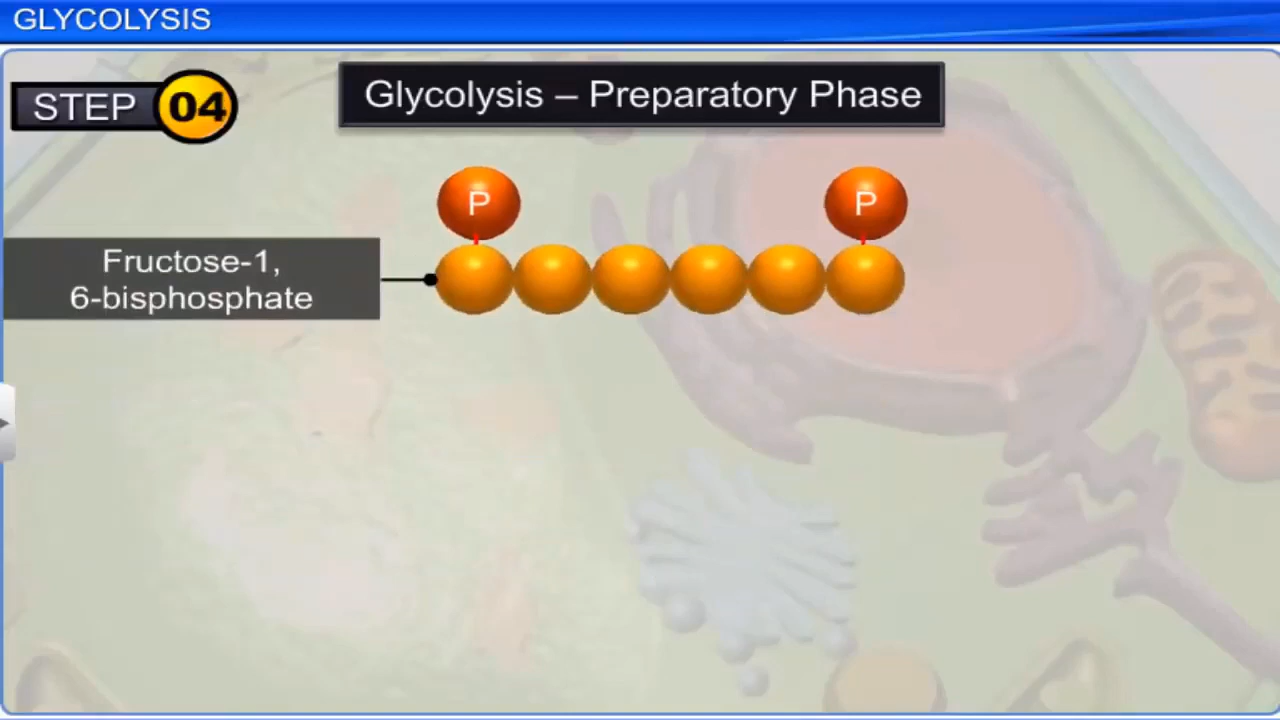 GLYCOLYSIS
STEP 04
Glycolysis – Preparatory Phase
P P
Fructose-1,
6-bisphosphate